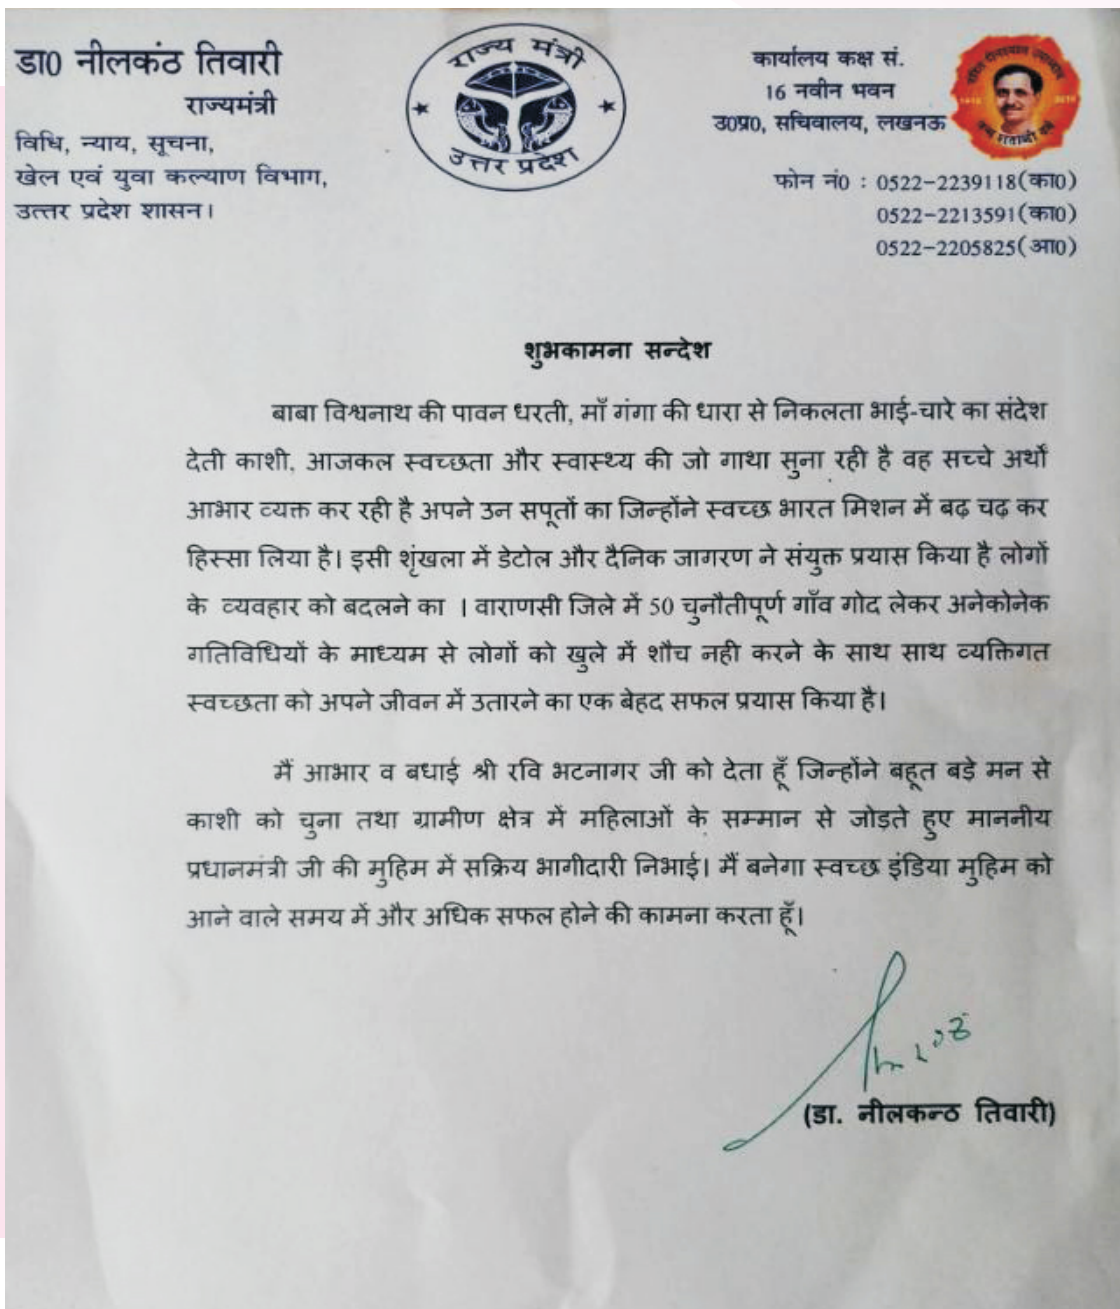 डा0 नीलकंठ तिवारी
राज्यमंत्री
विधि, न्याय, सूचना,
खेल एवं युवा कल्याण विभाग,
उत्तर प्रदेश शासन।
राज्य मंत्री
उत्तर प्रदेश
कार्यालय कक्ष सं.
16 नवीन भवन
उ0प्र0, सचिवालय, लखनऊ
फोन नं0 : 0522-2239118(का0)
0522-2213591(का0)
0522-2205825(आ0)
शुभकामना सन्देश
बाबा विश्वनाथ की पावन धरती, माँ गंगा की धारा से निकलता भाई-चारे का संदेश
देती काशी, आजकल स्वच्छता और स्वास्थ्य की जो गाथा सुना रही है वह सच्चे अर्थों
आभार व्यक्त कर रही है अपने उन सपूतों का जिन्होंने स्वच्छ भारत मिशन में बढ़ चढ़ कर
हिस्सा लिया है। इसी शृंखला में डेटोल और दैनिक जागरण ने संयुक्त प्रयास किया है लोगों
के व्यवहार को बदलने का । वाराणसी जिले में 50 चुनौतीपूर्ण गाँव गोद लेकर अनेकोनेक
गतिविधियों के माध्यम से लोगों को खुले में शौच नही करने के साथ साथ व्यक्तिगत
स्वच्छता को अपने जीवन में उतारने का एक बेहद सफल प्रयास किया है।
मैं आभार व बधाई श्री रवि भटनागर जी को देता हूँ जिन्होंने बहूत बड़े मन से
काशी को चुना तथा ग्रामीण क्षेत्र में महिलाओं के सम्मान से जोड़ते हुए माननीय
प्रधानमंत्री जी की मुहिम में सक्रिय भागीदारी निभाई। मैं बनेगा स्वच्छ इंडिया मुहिम को
आने वाले समय में और अधिक सफल होने की कामना करता हूँ।
(डा. नीलकन्ठ तिवारी)